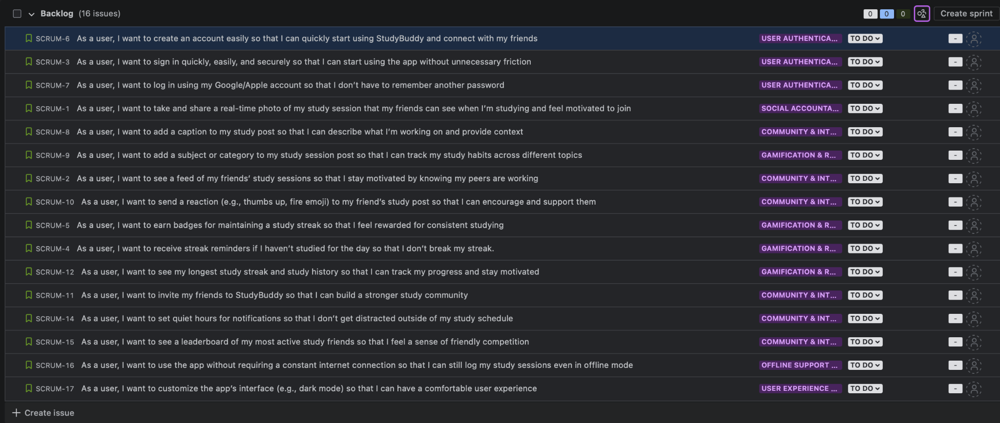 Backlog (16 issues) 0 0 0 Create sprint
SCRUM-6 As a user, I want to create an account easily so that I can quickly start using StudyBuddy and connect with my friends USER AUTHENTICA... TO DO -
SCRUM-3 As a user, I want to sign in quickly, easily, and securely so that I can start using the app without unnecessary friction USER AUTHENTICA... TO DO -
SCRUM-7 As a user, I want to log in using my Google/Apple account so that I don’t have to remember another password USER AUTHENTICA... TO DO -
SCRUM-1 As a user, I want to take and share a real-time photo of my study session that my friends can see when I’m studying and feel motivated to join SOCIAL ACCOUNTA... TO DO -
SCRUM-8 As a user, I want to add a caption to my study post so that I can describe what I’m working on and provide context COMMUNITY & INT... TO DO -
SCRUM-9 As a user, I want to add a subject or category to my study session post so that I can track my study habits across different topics GAMIFICATION & R... TO DO -
SCRUM-2 As a user, I want to see a feed of my friends’ study sessions so that I stay motivated by knowing my peers are working COMMUNITY & INT... TO DO -
SCRUM-10 As a user, I want to send a reaction (e.g., thumbs up, fire emoji) to my friend’s study post so that I can encourage and support them COMMUNITY & INT... TO DO -
SCRUM-5 As a user, I want to earn badges for maintaining a study streak so that I feel rewarded for consistent studying GAMIFICATION & R... TO DO -
SCRUM-4 As a user, I want to receive streak reminders if I haven’t studied for the day so that I don’t break my streak. GAMIFICATION & R... TO DO -
SCRUM-12 As a user, I want to see my longest study streak and study history so that I can track my progress and stay motivated GAMIFICATION & R... TO DO -
SCRUM-11 As a user, I want to invite my friends to StudyBuddy so that I can build a stronger study community COMMUNITY & INT... TO DO -
SCRUM-14 As a user, I want to set quiet hours for notifications so that I don’t get distracted outside of my study schedule COMMUNITY & INT... TO DO -
SCRUM-15 As a user, I want to see a leaderboard of my most active study friends so that I feel a sense of friendly competition COMMUNITY & INT... TO DO -
SCRUM-16 As a user, I want to use the app without requiring a constant internet connection so that I can still log my study sessions even in offline mode OFFLINE SUPPORT ... TO DO -
SCRUM-17 As a user, I want to customize the app’s interface (e.g., dark mode) so that I can have a comfortable user experience USER EXPERIENCE ... TO DO -
+ Create issue